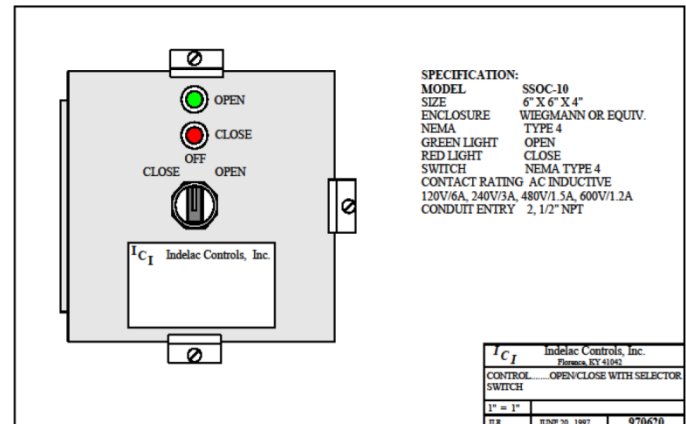 OPEN
CLOSE
OFF
CLOSE OPEN
ICI Indelac Controls, Inc.
SPECIFICATION:
MODEL SSOC-10
SIZE 6" X 6" X 4"
ENCLOSURE WIEGMANN OR EQUIV.
NEMA TYPE 4
GREEN LIGHT OPEN
RED LIGHT CLOSE
SWITCH NEMA TYPE 4
CONTACT RATING AC INDUCTIVE
120V/6A, 240V/3A, 480V/1.5A, 600V/1.2A
CONDUIT ENTRY 2, 1/2" NPT
ICI Indelac Controls, Inc.
Florence, KY 41042
CONTROL.......OPEN/CLOSE WITH SELECTOR
SWITCH
1" = 1"
JUNE 20, 1997 970620